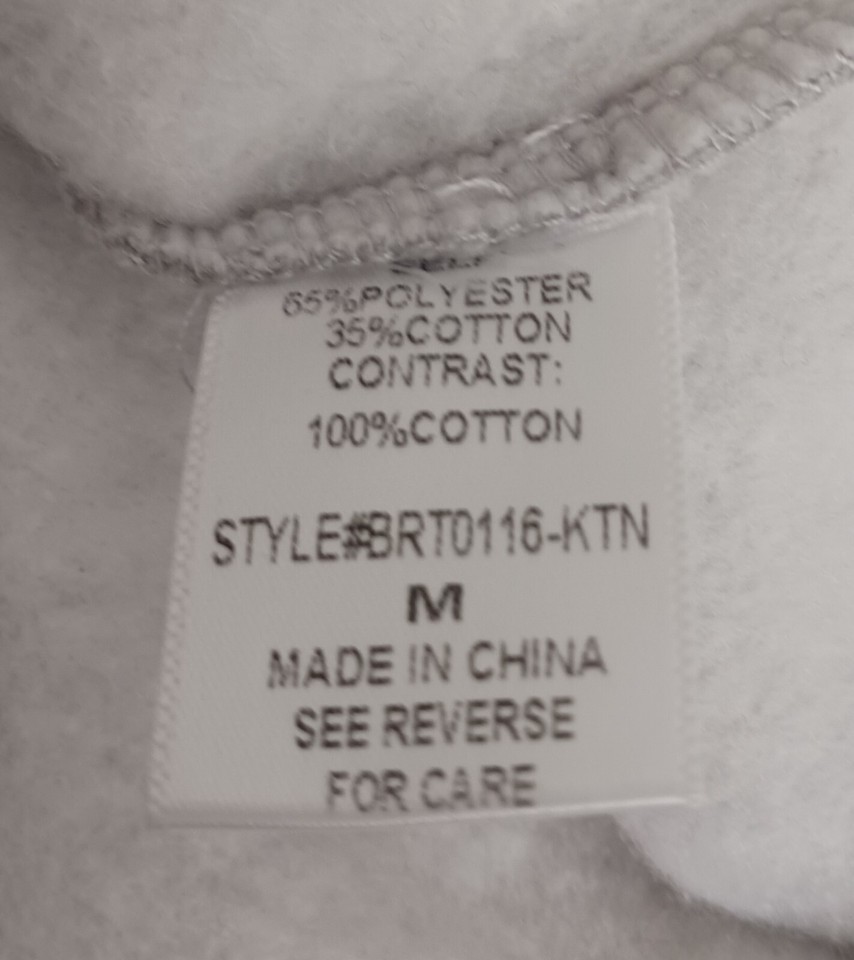 65%POLYESTER
35%COTTON
CONTRAST:
100%COTTON
STYLE#BRT0116-KTN
M
MADE IN CHINA
SEE REVERSE
FOR CARE